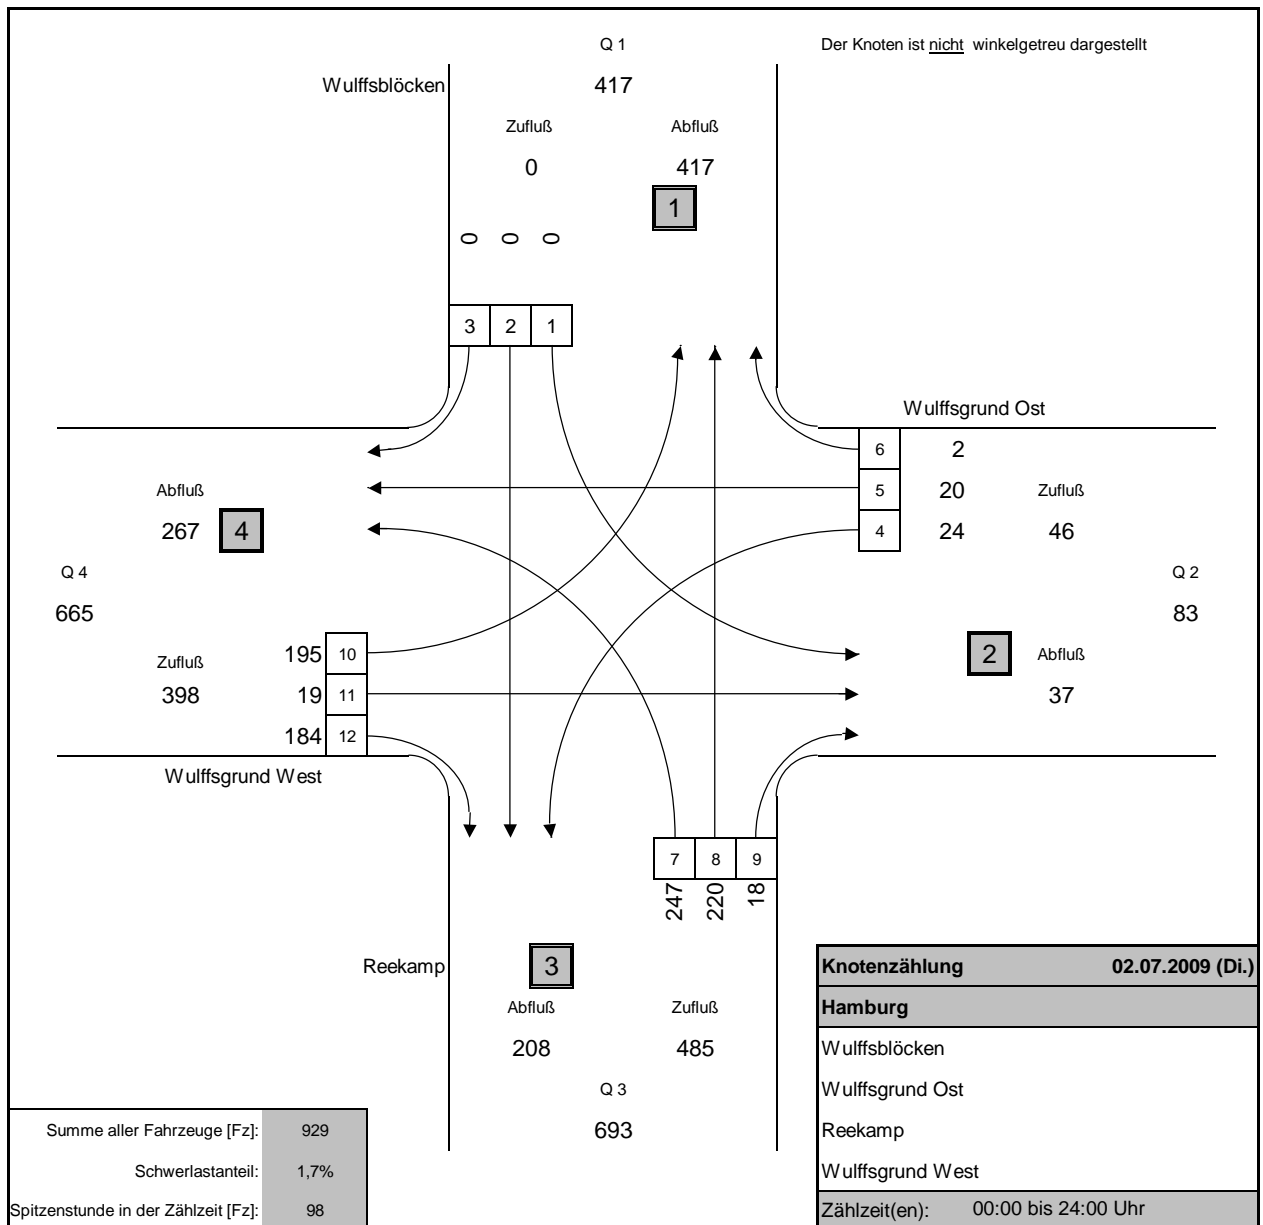 Q 1
Der Knoten ist nicht winkelgetreu dargestellt
Wulffsblöcken
417
Zufluß
Abfluß
0
417
1
0 0 0
3 2 1
Wulffsgrund Ost
6 2
5 20
Zufluß
4 24
46
Abfluß
267 4
Q 4
665
Q 2
83
Zufluß
398
195 10
19 11
184 12
2
Abfluß
37
Wulffsgrund West
7 8 9
247 220 18
Reekamp
3
Abfluß
Zufluß
208
485
Q 3
693
Summe aller Fahrzeuge [Fz]: 929
Schwerlastanteil: 1,7%
Spitzenstunde in der Zählzeit [Fz]: 98
Knotenzählung 02.07.2009 (Di.)
Hamburg
Wulffsblöcken
Wulffsgrund Ost
Reekamp
Wulffsgrund West
Zählzeit(en): 00:00 bis 24:00 Uhr